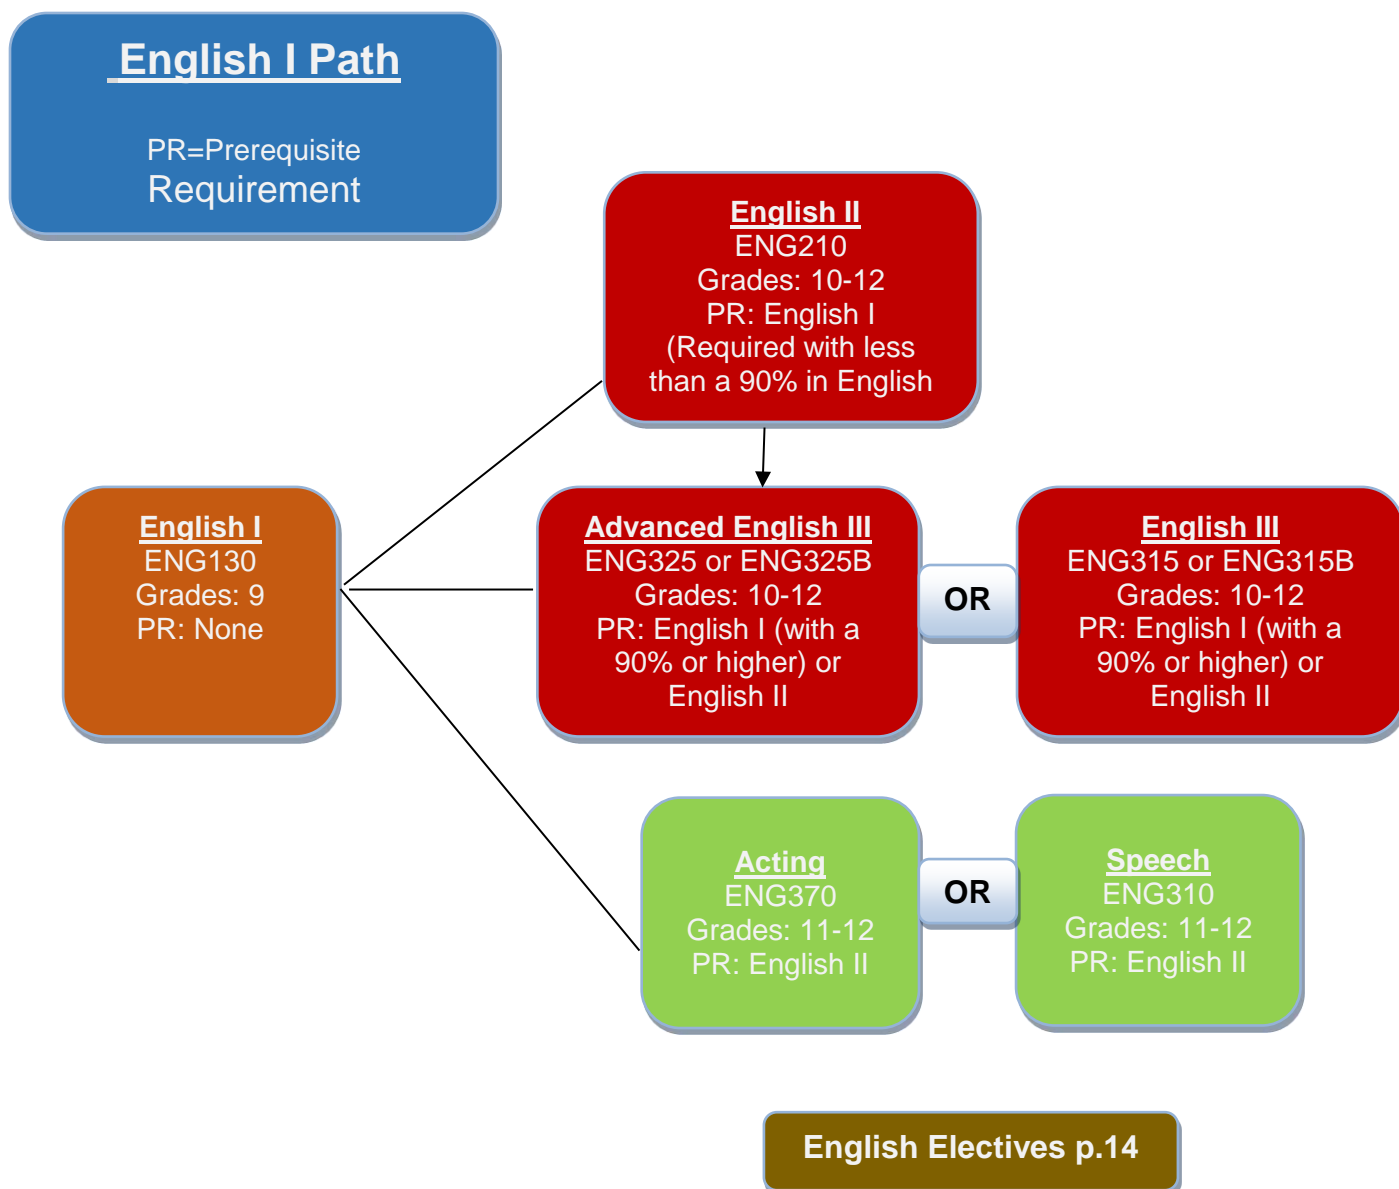 English I Path
PR=Prerequisite
Requirement
English II
ENG210
Grades: 10-12
PR: English I
(Required with less
than a 90% in English
English I
ENG130
Grades: 9
PR: None
Advanced English III
ENG325 or ENG325B
Grades: 10-12
PR: English I (with a
90% or higher) or
English II
OR
English III
ENG315 or ENG315B
Grades: 10-12
PR: English I (with a
90% or higher) or
English II
Acting
ENG370
Grades: 11-12
PR: English II
OR
Speech
ENG310
Grades: 11-12
PR: English II
English Electives p.14